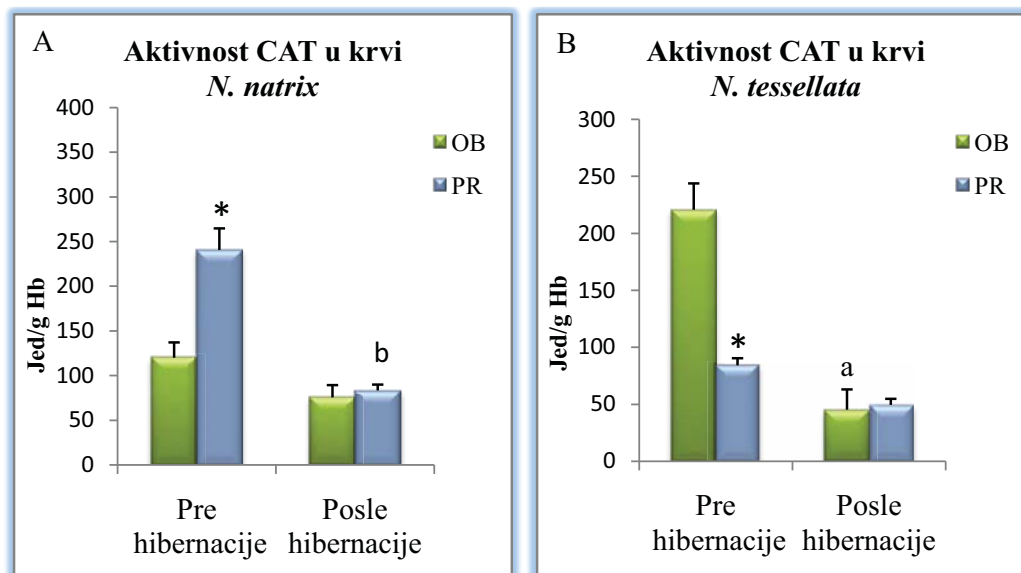 A
Aktivnost CAT u krvi
N. natrix
400
350
300
250
200
150
100
50
0
Jed/g Hb
OB
PR
*
b
Pre
hibernacije
Posle
hibernacije
B
Aktivnost CAT u krvi
N. tessellata
300
250
200
150
100
50
0
Jed/g Hb
OB
PR
*
a
Pre
hibernacije
Posle
hibernacije